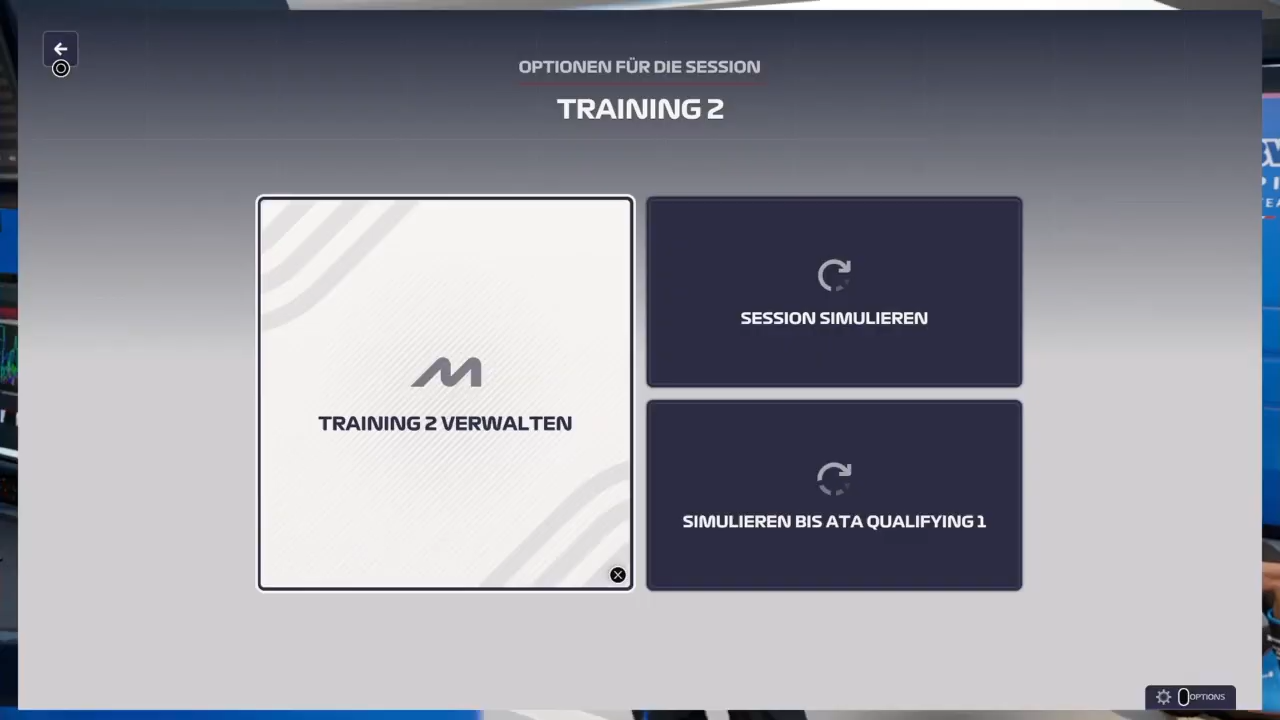 OPTIONEN FÜR DIE SESSION
TRAINING 2
TRAINING 2 VERWALTEN
SESSION SIMULIEREN
SIMULIEREN BIS ATA QUALIFYING 1
OPTIONS